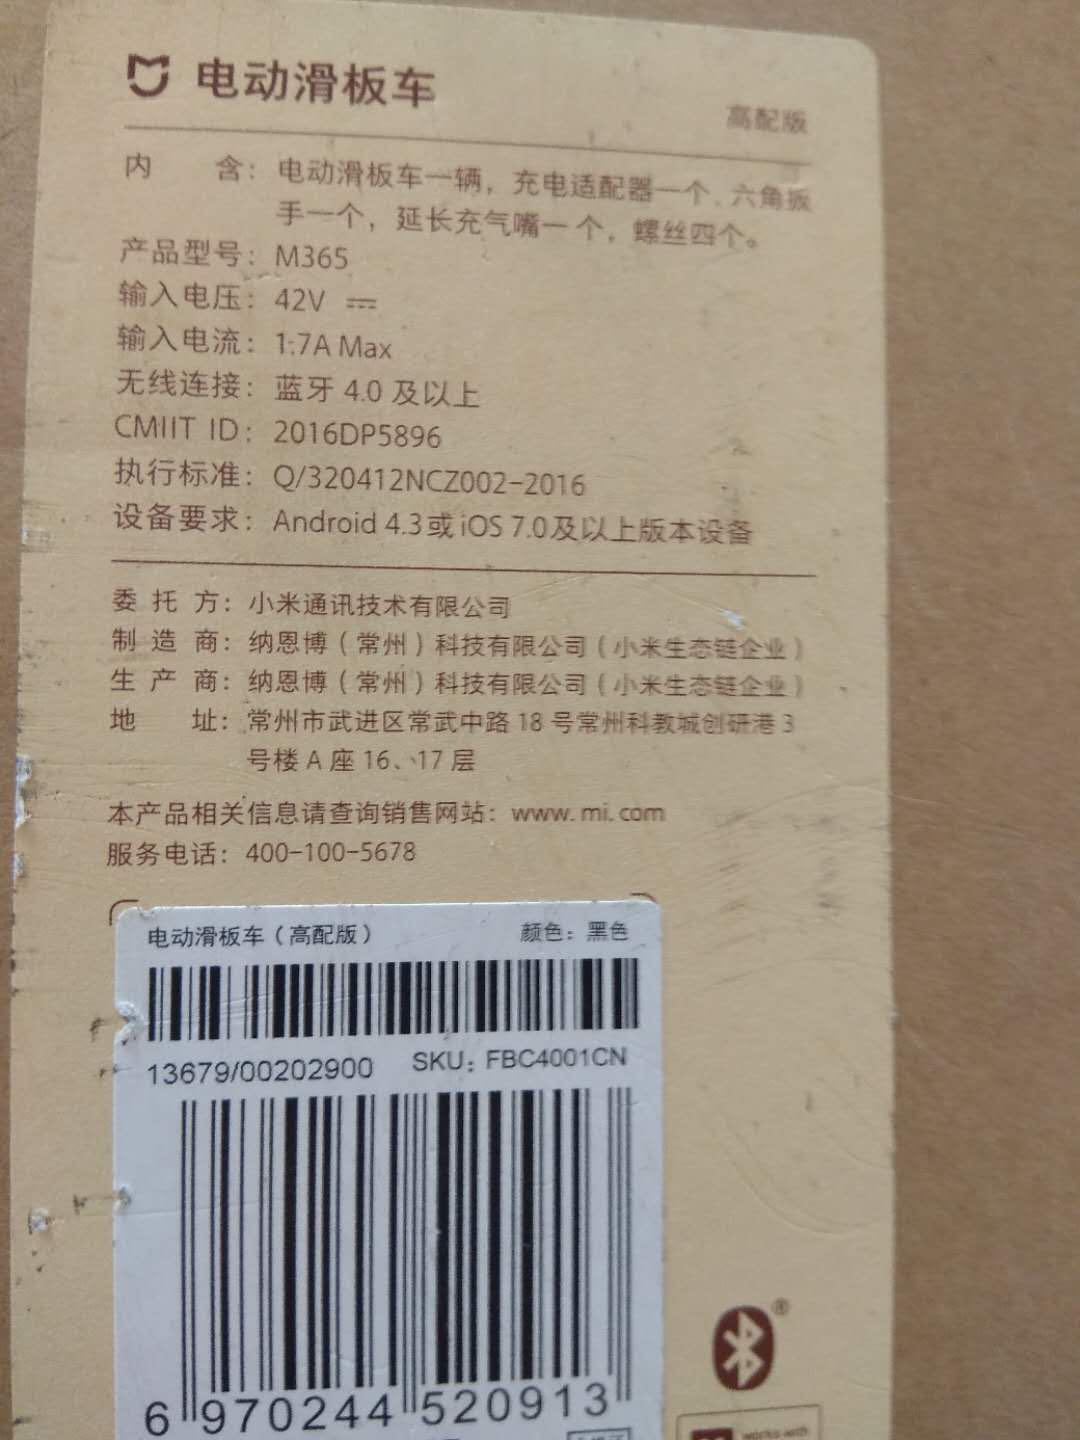 电动滑板车
高配版
内 含：电动滑板车一辆，充电适配器一个、六角扳
手一个，延长充气嘴一个，螺丝四个。
产品型号：M365
输入电压：42V ⎓
输入电流：1.7A Max
无线连接：蓝牙 4.0 及以上
CMIIT ID：2016DP5896
执行标准：Q/320412NCZ002-2016
设备要求：Android 4.3或iOS 7.0及以上版本设备
委 托 方：小米通讯技术有限公司
制 造 商：纳恩博（常州）科技有限公司（小米生态链企业）
生 产 商：纳恩博（常州）科技有限公司（小米生态链企业）
地 址：常州市武进区常武中路 18 号常州科教城创研港 3
号楼 A 座 16、17 层
本产品相关信息请查询销售网站：www.mi.com
服务电话：400-100-5678
电动滑板车（高配版） 颜色：黑色
13679/00202900 SKU：FBC4001CN
6 970244 520913
®
works with